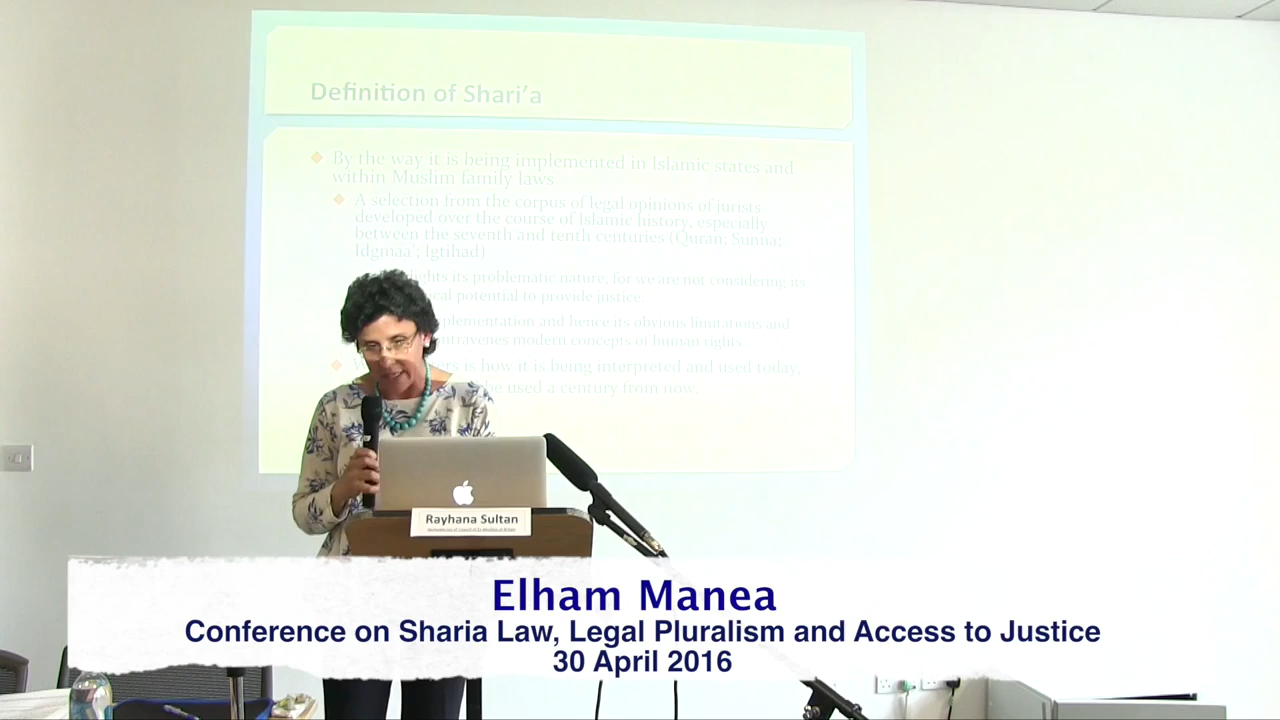 Definition of Shari'a
By the way it is being implemented in Islamic states and
within Muslim family laws
A selection from the corpus of legal opinions of jurists
developed over the course of Islamic history, especially
between the seventh and tenth centuries (Quran; Sunna;
Idgmaa'; Igtihad)
its problematic nature, for we are not considering its
potential to provide justice.
and hence its obvious limitations and
modern concepts of human rights
is how it is being interpreted and used today,
be used a century from now.
Rayhana Sultan
Elham Manea
Conference on Sharia Law, Legal Pluralism and Access to Justice
30 April 2016